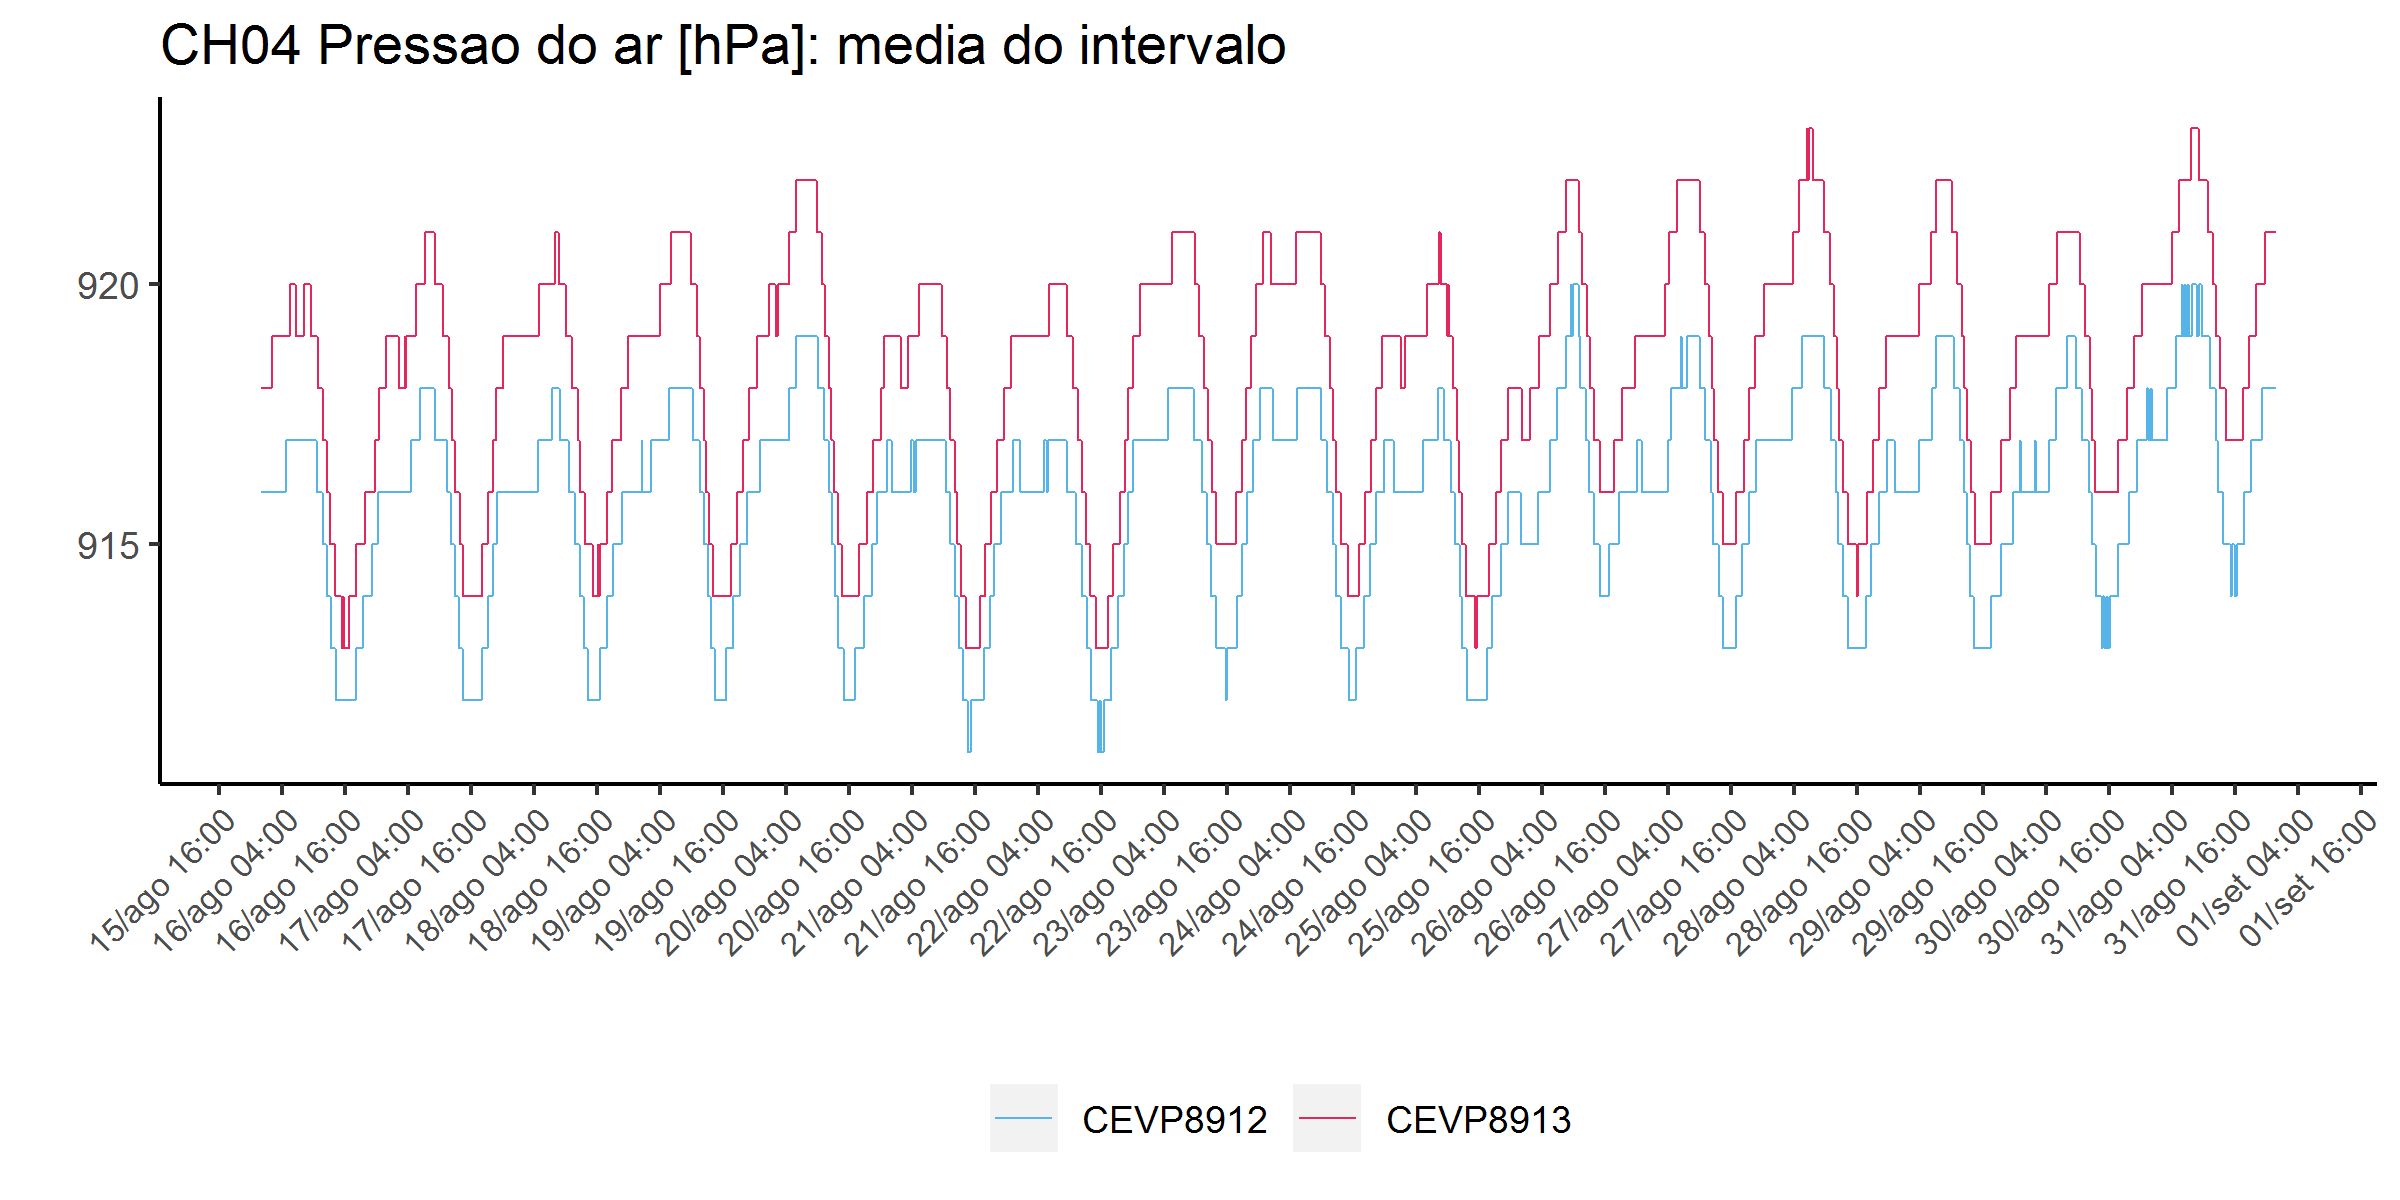 CH04 Pressao do ar [hPa]: media do intervalo
920
915
15/ago 16:00
16/ago 04:00
16/ago 16:00
17/ago 04:00
17/ago 16:00
18/ago 04:00
18/ago 16:00
19/ago 04:00
19/ago 16:00
20/ago 04:00
20/ago 16:00
21/ago 04:00
21/ago 16:00
22/ago 04:00
22/ago 16:00
23/ago 04:00
23/ago 16:00
24/ago 04:00
24/ago 16:00
25/ago 04:00
25/ago 16:00
26/ago 04:00
26/ago 16:00
27/ago 04:00
27/ago 16:00
28/ago 04:00
28/ago 16:00
29/ago 04:00
29/ago 16:00
30/ago 04:00
30/ago 16:00
31/ago 04:00
31/ago 16:00
01/set 04:00
01/set 16:00
CEVP8912 CEVP8913